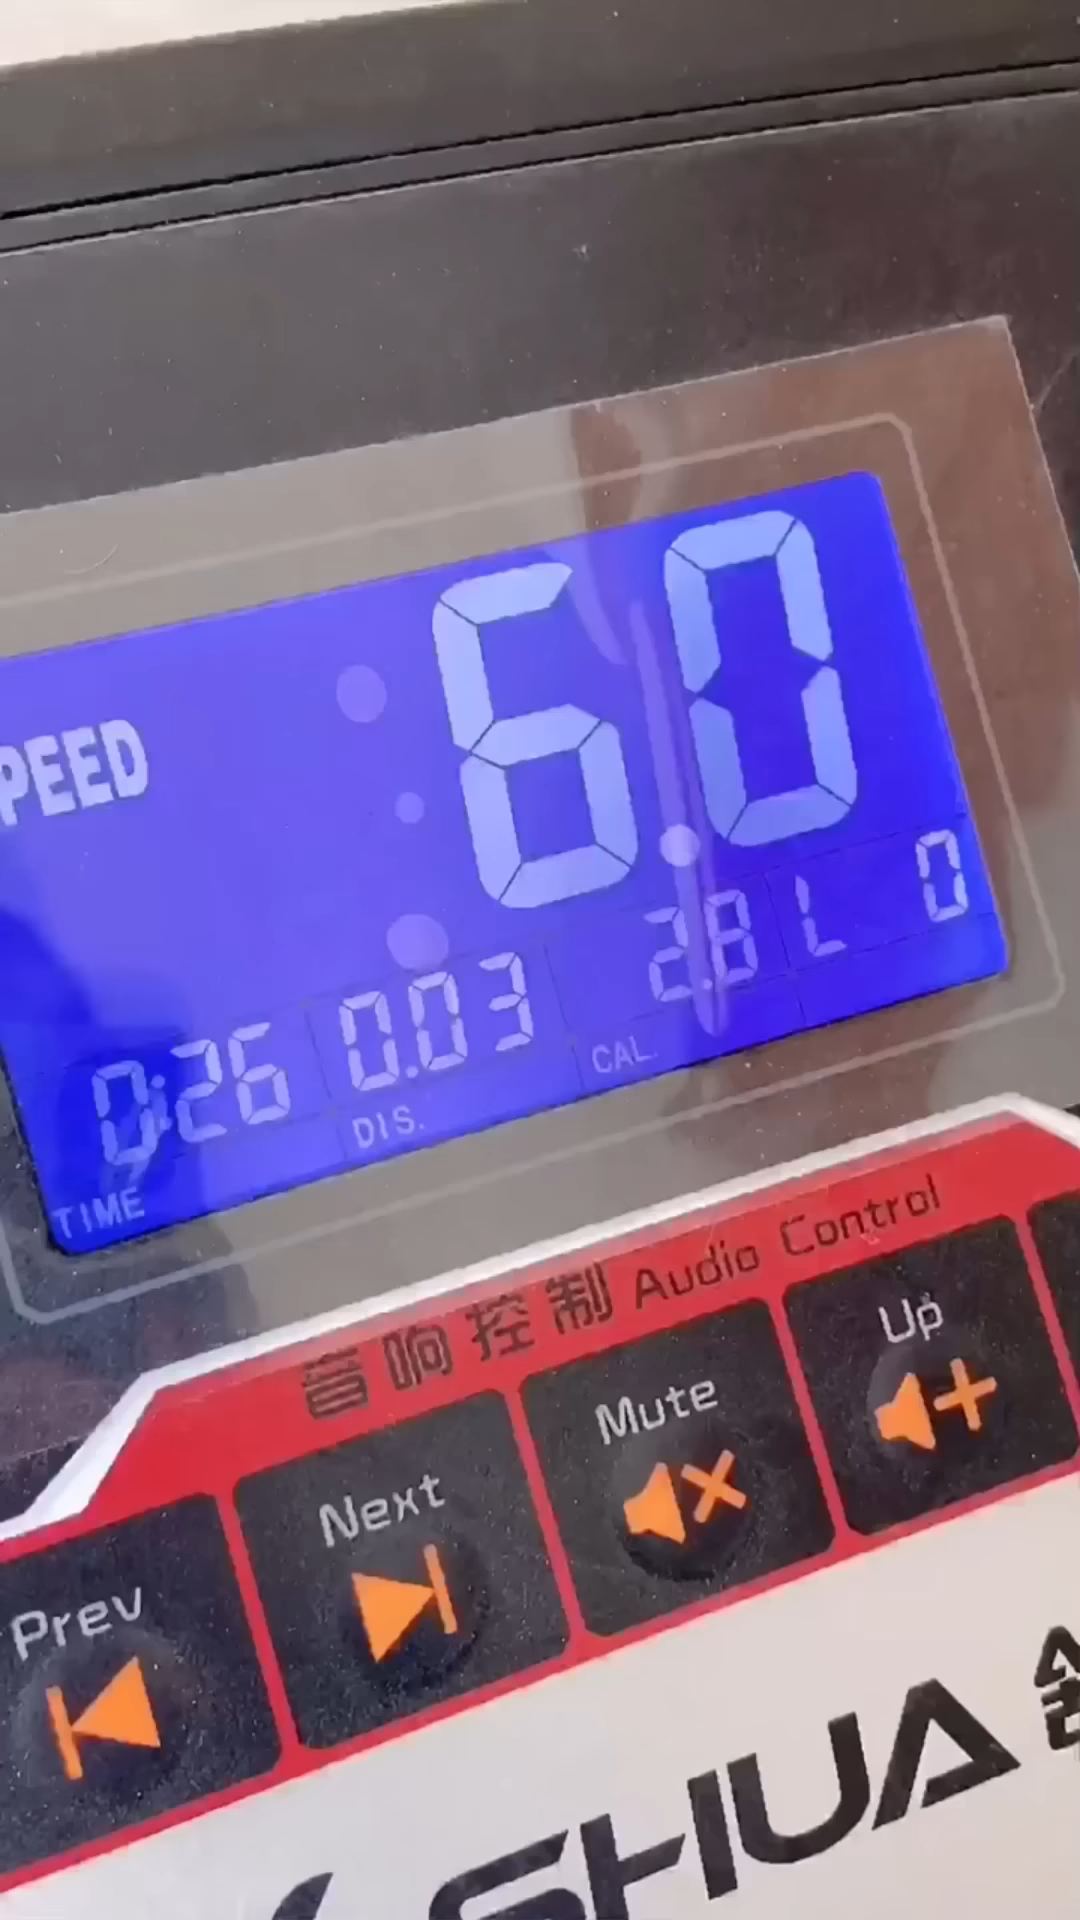 PEED
6.0
0:26 0.03 2.8 L 0
TIME DIS. CAL.
音响控制 Audio Control
Prev Next Mute Up
SHUA